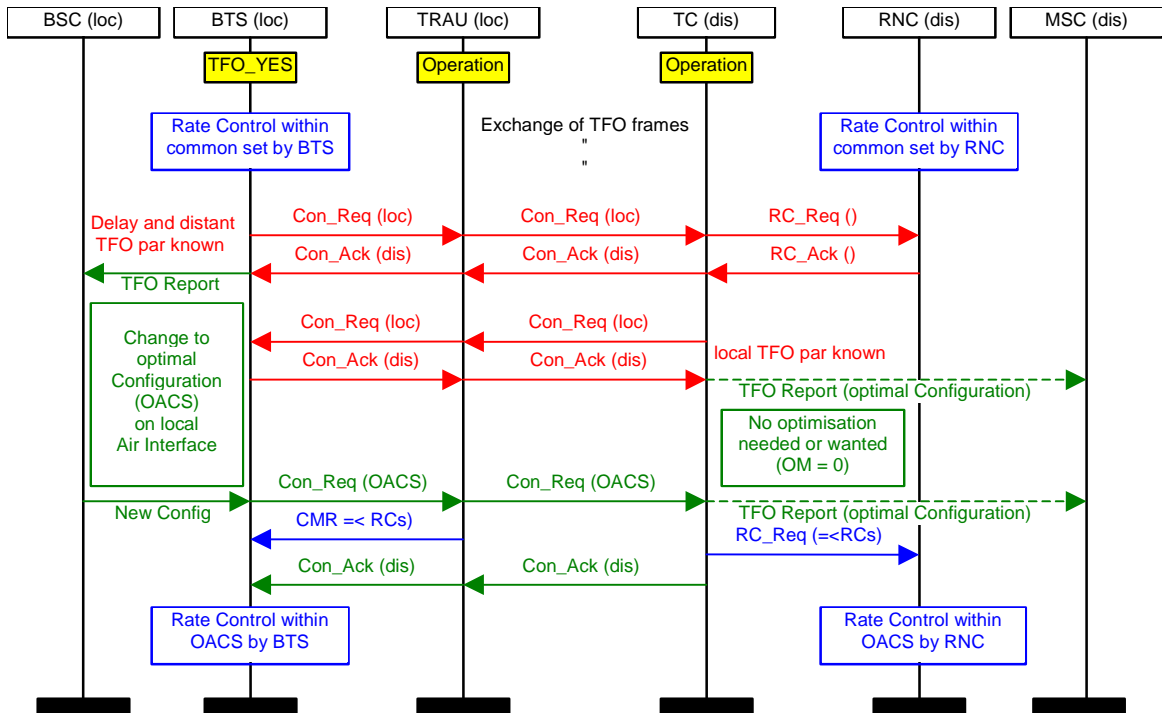 BSC (loc)
BTS (loc)
TRAU (loc)
TC (dis)
RNC (dis)
MSC (dis)
TFO_YES
Operation
Operation
Rate Control within
common set by BTS
Exchange of TFO frames
"
"
Rate Control within
common set by RNC
Delay and distant
TFO par known
Con_Req (loc)
Con_Req (loc)
RC_Req ()
Con_Ack (dis)
Con_Ack (dis)
RC_Ack ()
TFO Report
Change to
optimal
Configuration
(OACS)
on local
Air Interface
Con_Req (loc)
Con_Req (loc)
Con_Ack (dis)
Con_Ack (dis)
local TFO par known
TFO Report (optimal Configuration)
No optimisation
needed or wanted
(OM = 0)
New Config
Con_Req (OACS)
Con_Req (OACS)
TFO Report (optimal Configuration)
CMR =< RCs)
RC_Req (=<RCs)
Con_Ack (dis)
Con_Ack (dis)
Rate Control within
OACS by BTS
Rate Control within
OACS by RNC